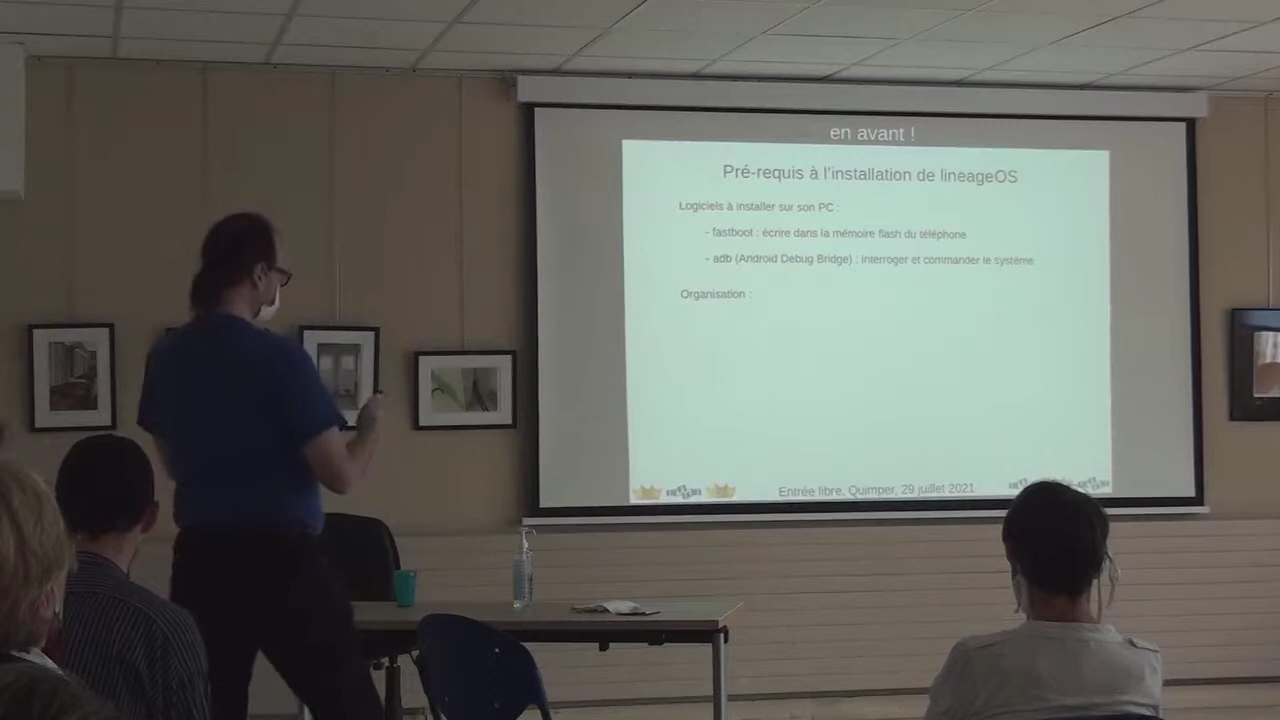 en avant !
Pré-requis à l'installation de lineageOS
Logiciels à installer sur son PC :
- fastboot : écrire dans la mémoire flash du téléphone
- adb (Android Debug Bridge) : interroger et commander le système
Organisation :
Entrée libre, Quimper, 29 juillet 2021